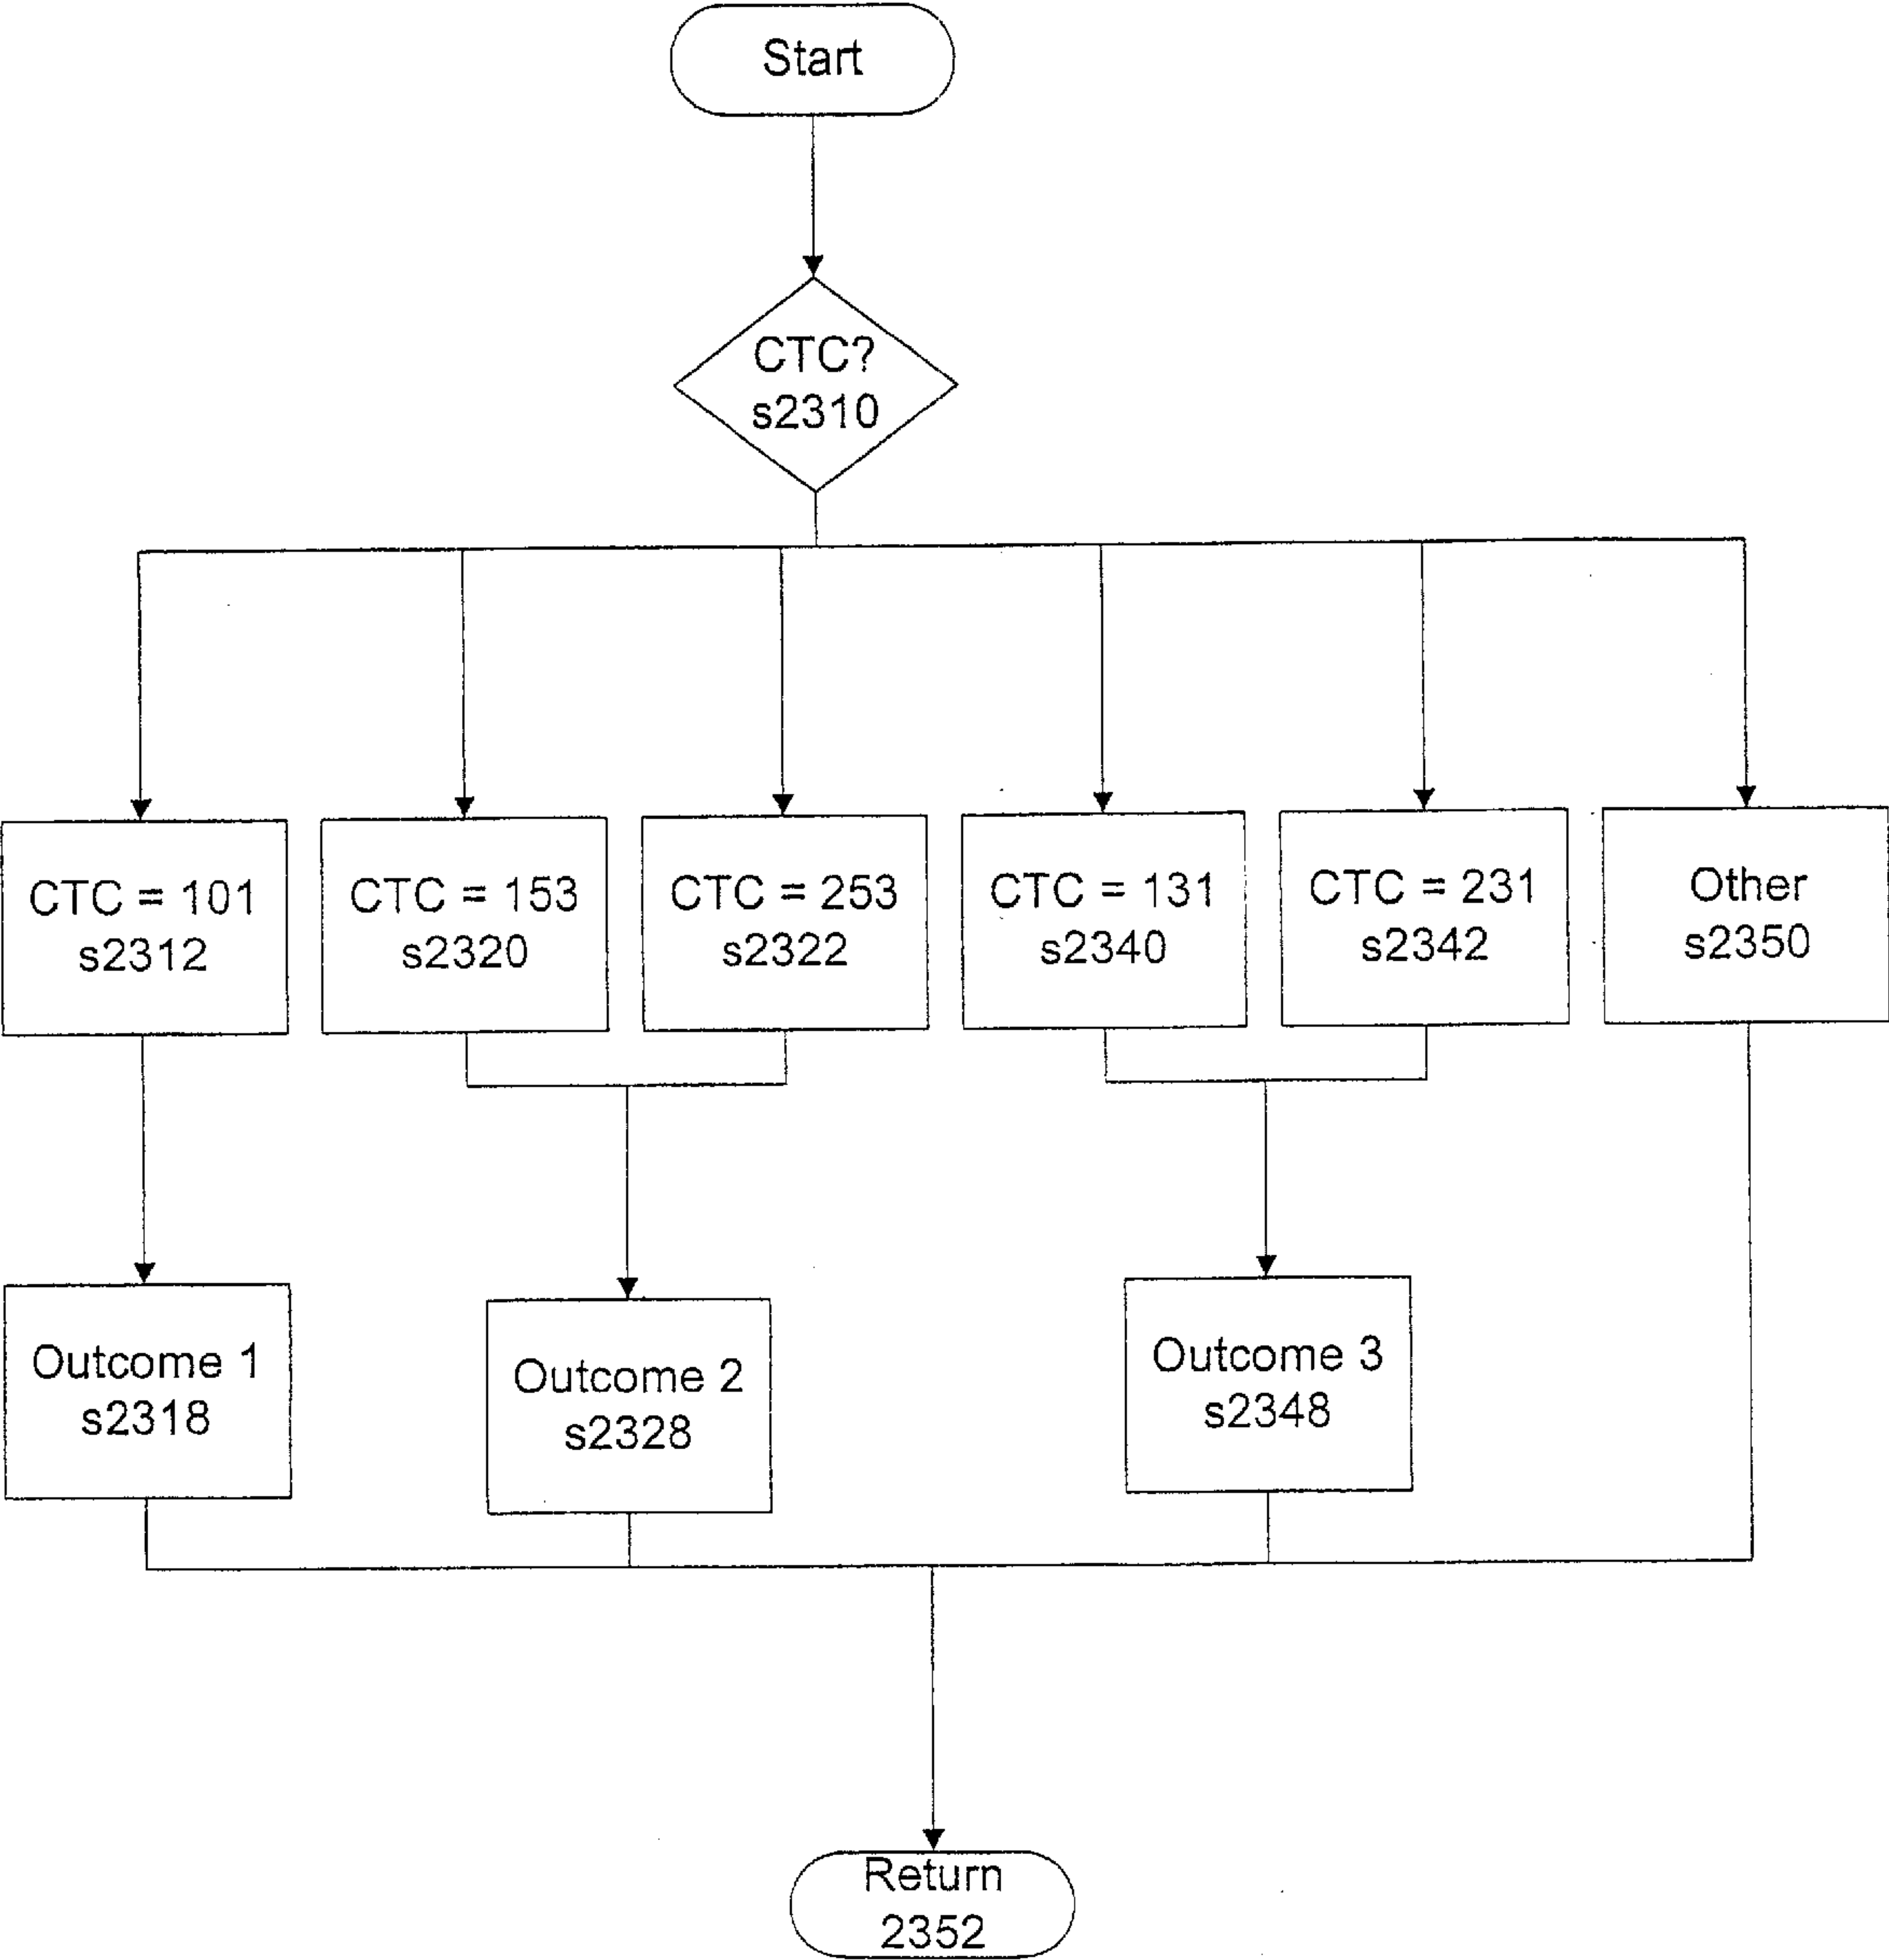 Start
CTC?
s2310
CTC = 101
s2312
CTC = 153
s2320
CTC = 253
s2322
CTC = 131
s2340
CTC = 231
s2342
Other
s2350
Outcome 1
s2318
Outcome 2
s2328
Outcome 3
s2348
Return
2352